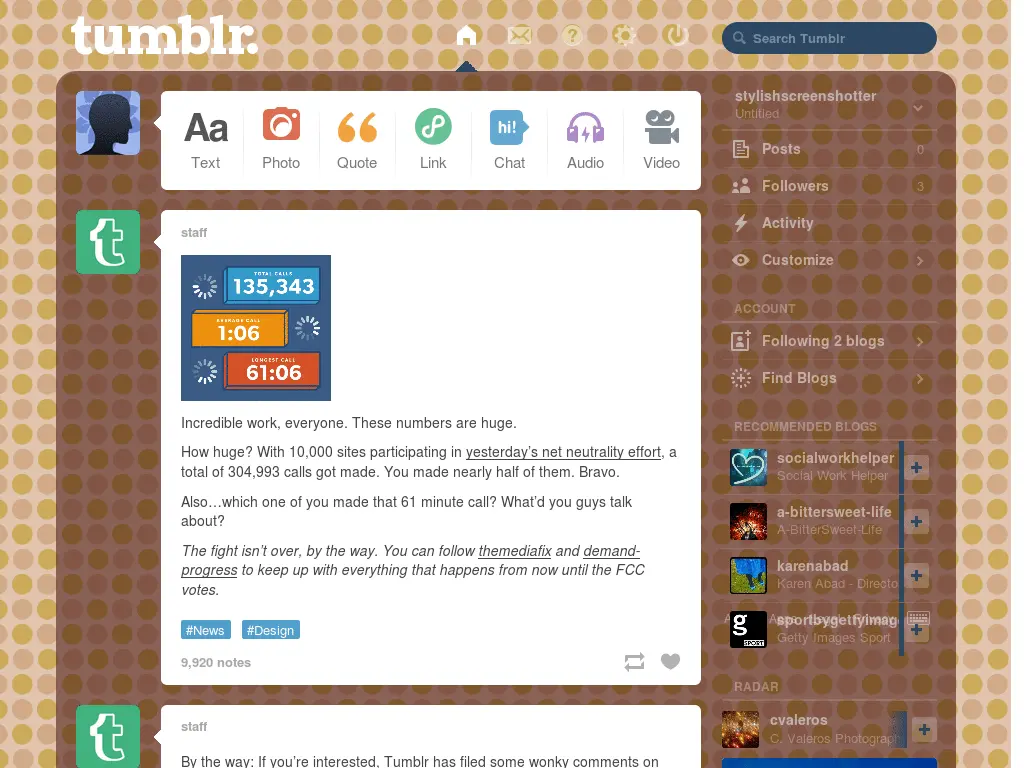 tumblr.
Search Tumblr
Aa
Text
Photo
Quote
Link
hi!
Chat
Audio
Video
staff
TOTAL CALLS
135,343
AVERAGE CALL
1:06
LONGEST CALL
61:06
Incredible work, everyone. These numbers are huge.
How huge? With 10,000 sites participating in yesterday's net neutrality effort, a
total of 304,993 calls got made. You made nearly half of them. Bravo.
Also…which one of you made that 61 minute call? What'd you guys talk
about?
The fight isn't over, by the way. You can follow themediafix and demand-
progress to keep up with everything that happens from now until the FCC
votes.
#News #Design
9,920 notes
staff
By the way: If you're interested, Tumblr has filed some wonky comments on
stylishscreenshotter
Untitled
Posts 0
Followers 3
Activity
Customize
ACCOUNT
Following 2 blogs
Find Blogs
RECOMMENDED BLOGS
socialworkhelper
Social Work Helper
a-bittersweet-life
A-BitterSweet-Life
karenabad
Karen Abad - Directo
sportbygettyimag
Getty Images Sport
g
SPORT
RADAR
cvaleros
C. Valeros Photograph